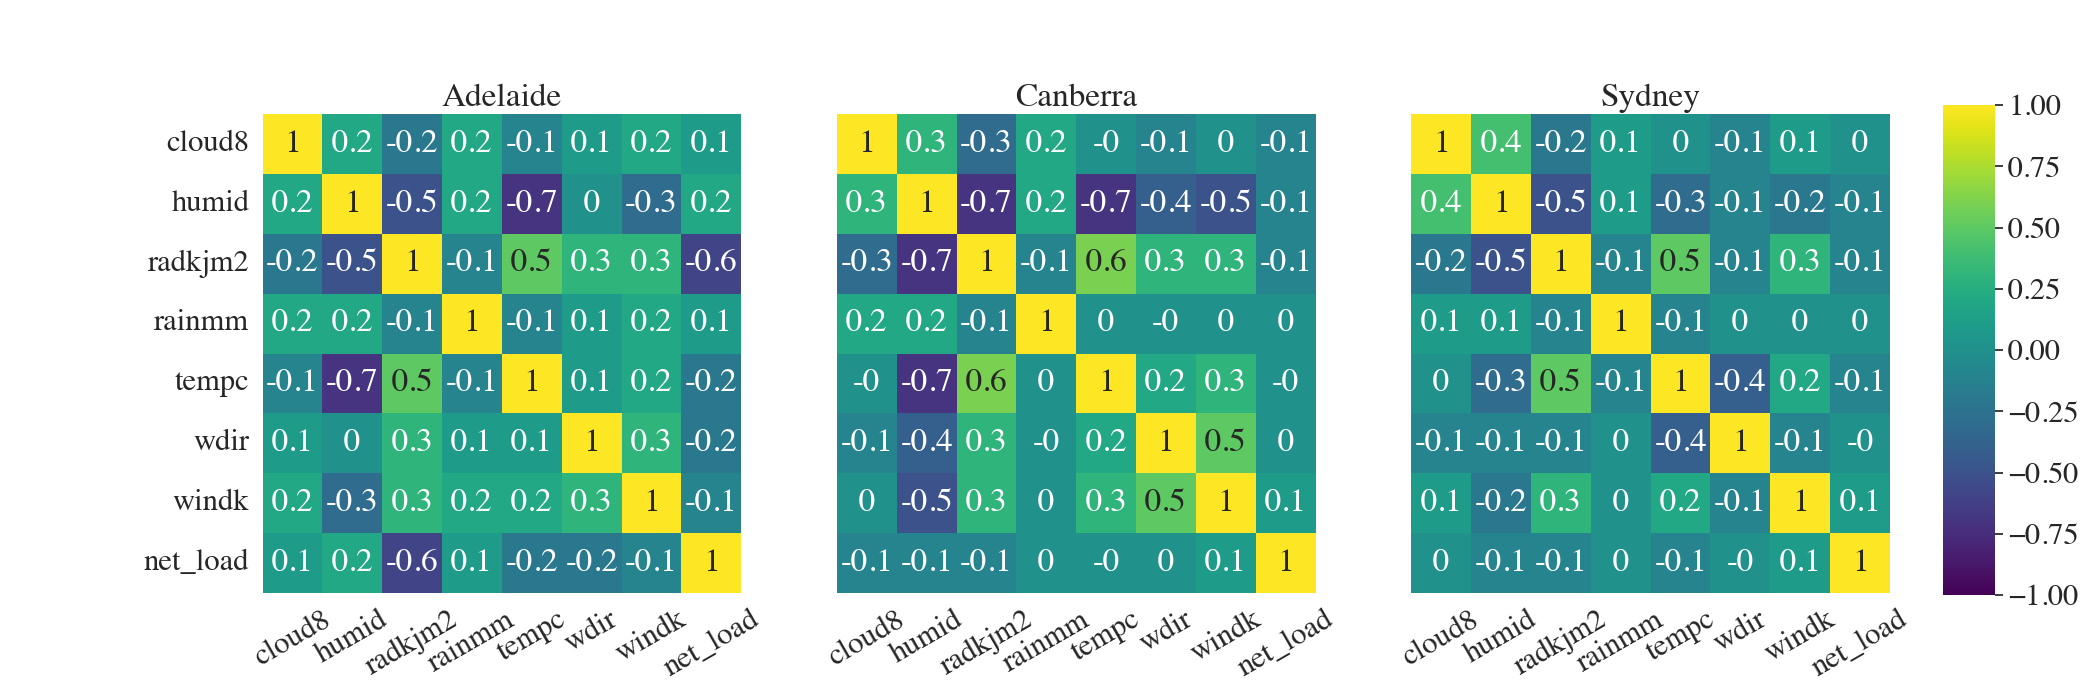 Adelaide Canberra Sydney
cloud8 1 0.2 -0.2 0.2 -0.1 0.1 0.2 0.1 1 0.3 -0.3 0.2 -0 -0.1 0 -0.1 1 0.4 -0.2 0.1 0 -0.1 0.1 0 1.00
humid 0.2 1 -0.5 0.2 -0.7 0 -0.3 0.2 0.3 1 -0.7 0.2 -0.7 -0.4 -0.5 -0.1 0.4 1 -0.5 0.1 -0.3 -0.1 -0.2 -0.1 0.75
radkjm2 -0.2 -0.5 1 -0.1 0.5 0.3 0.3 -0.6 -0.3 -0.7 1 -0.1 0.6 0.3 0.3 -0.1 -0.2 -0.5 1 -0.1 0.5 -0.1 0.3 -0.1 0.50
rainmm 0.2 0.2 -0.1 1 -0.1 0.1 0.2 0.1 0.2 0.2 -0.1 1 0 -0 0 0 0.1 0.1 -0.1 1 -0.1 0 0 0 0.25
0.00
tempc -0.1 -0.7 0.5 -0.1 1 0.1 0.2 -0.2 -0 -0.7 0.6 0 1 0.2 0.3 -0 0 -0.3 0.5 -0.1 1 -0.4 0.2 -0.1 −0.25
wdir 0.1 0 0.3 0.1 0.1 1 0.3 -0.2 -0.1 -0.4 0.3 -0 0.2 1 0.5 0 -0.1 -0.1 -0.1 0 -0.4 1 -0.1 -0 −0.50
windk 0.2 -0.3 0.3 0.2 0.2 0.3 1 -0.1 0 -0.5 0.3 0 0.3 0.5 1 0.1 0.1 -0.2 0.3 0 0.2 -0.1 1 0.1 −0.75
net_load 0.1 0.2 -0.6 0.1 -0.2 -0.2 -0.1 1 -0.1 -0.1 -0.1 0 -0 0 0.1 1 0 -0.1 -0.1 0 -0.1 -0 0.1 1 −1.00
cloud8 humid radkjm2 rainmm tempc wdir windk net_load cloud8 humid radkjm2 rainmm tempc wdir windk net_load cloud8 humid radkjm2 rainmm tempc wdir windk net_load